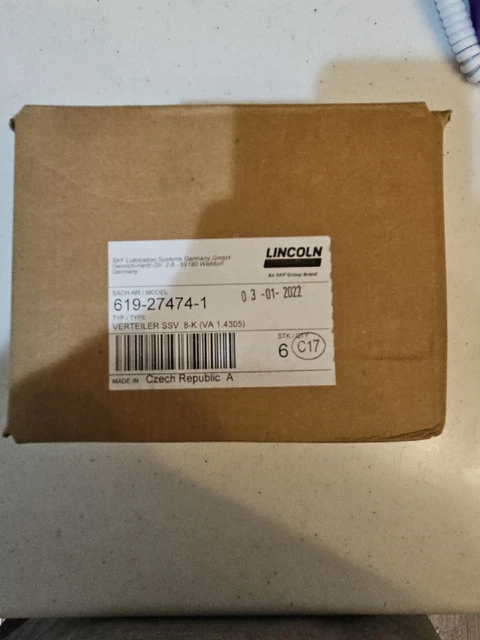 SKF Lubrication Systems Germany GmbH
Heinrich-Hertz-Str. 2-8 - 69190 Walldorf
Germany
LINCOLN
An SKF Group Brand
SACH-NR. / MODEL
619-27474-1
03-01-2022
TYP / TYPE
VERTEILER SSV 8-K (VA 1.4305)
STK / QTY
6 C17
MADE IN Czech Republic A